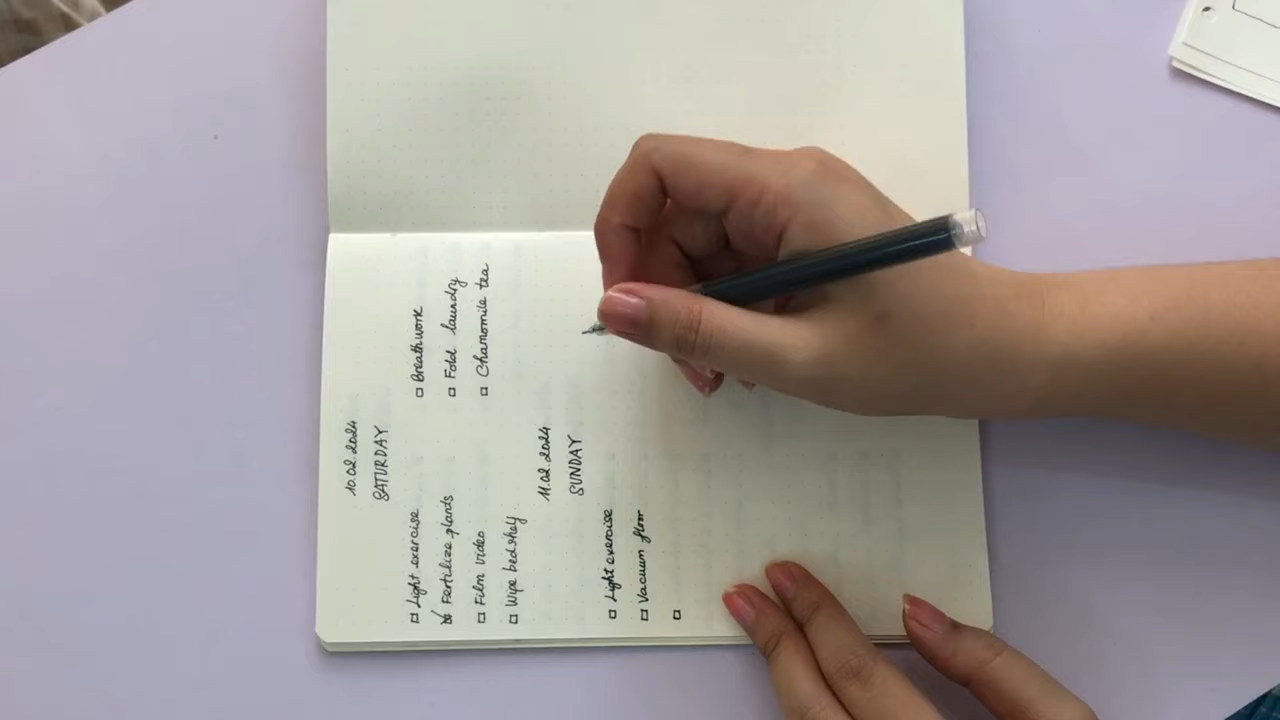 10.02.2024
SATURDAY
Light exercise
Fertilize plants
Film video
Wipe bedshelf
Breathwork
Fold laundry
Chamomile tea
11.02.2024
SUNDAY
Light exercise
Vacuum floor